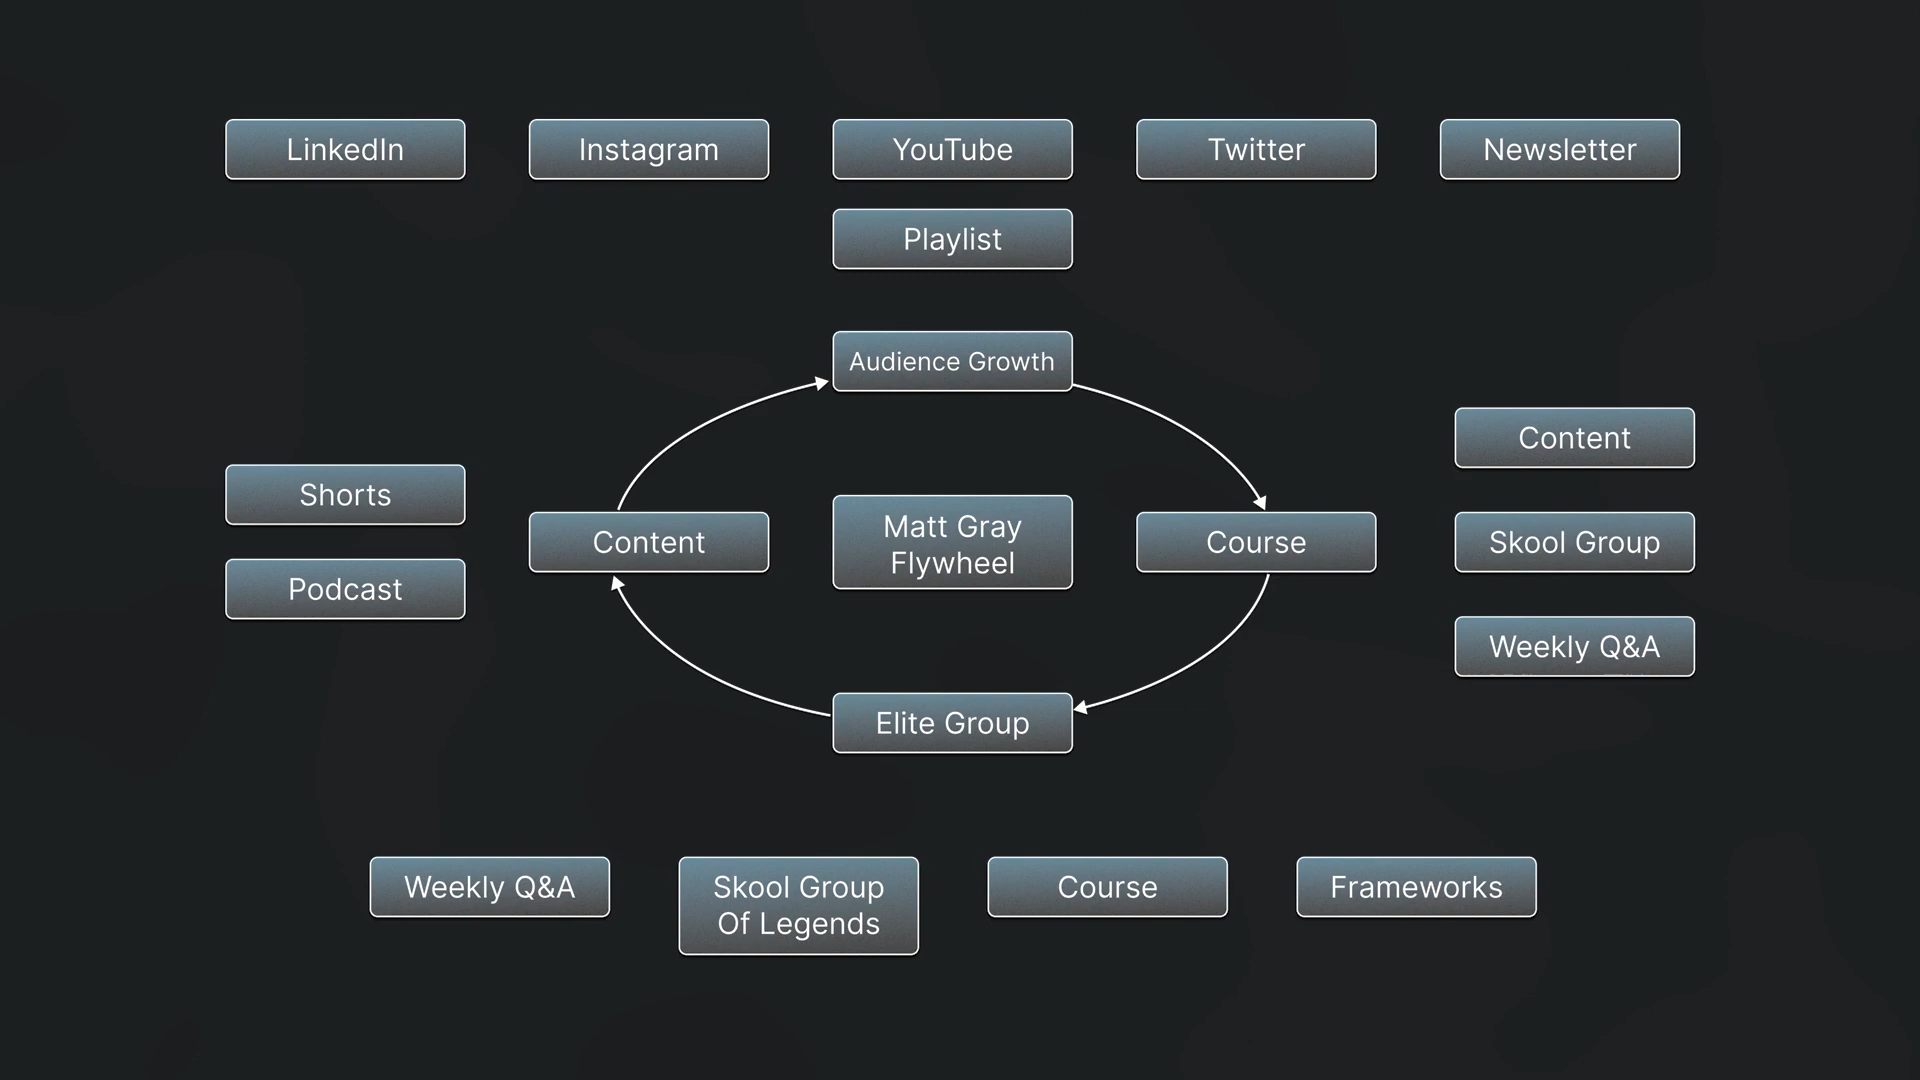 LinkedIn
Instagram
YouTube
Twitter
Newsletter
Playlist
Audience Growth
Content
Shorts
Content
Matt Gray
Flywheel
Course
Skool Group
Podcast
Weekly Q&A
Elite Group
Weekly Q&A
Skool Group
Of Legends
Course
Frameworks